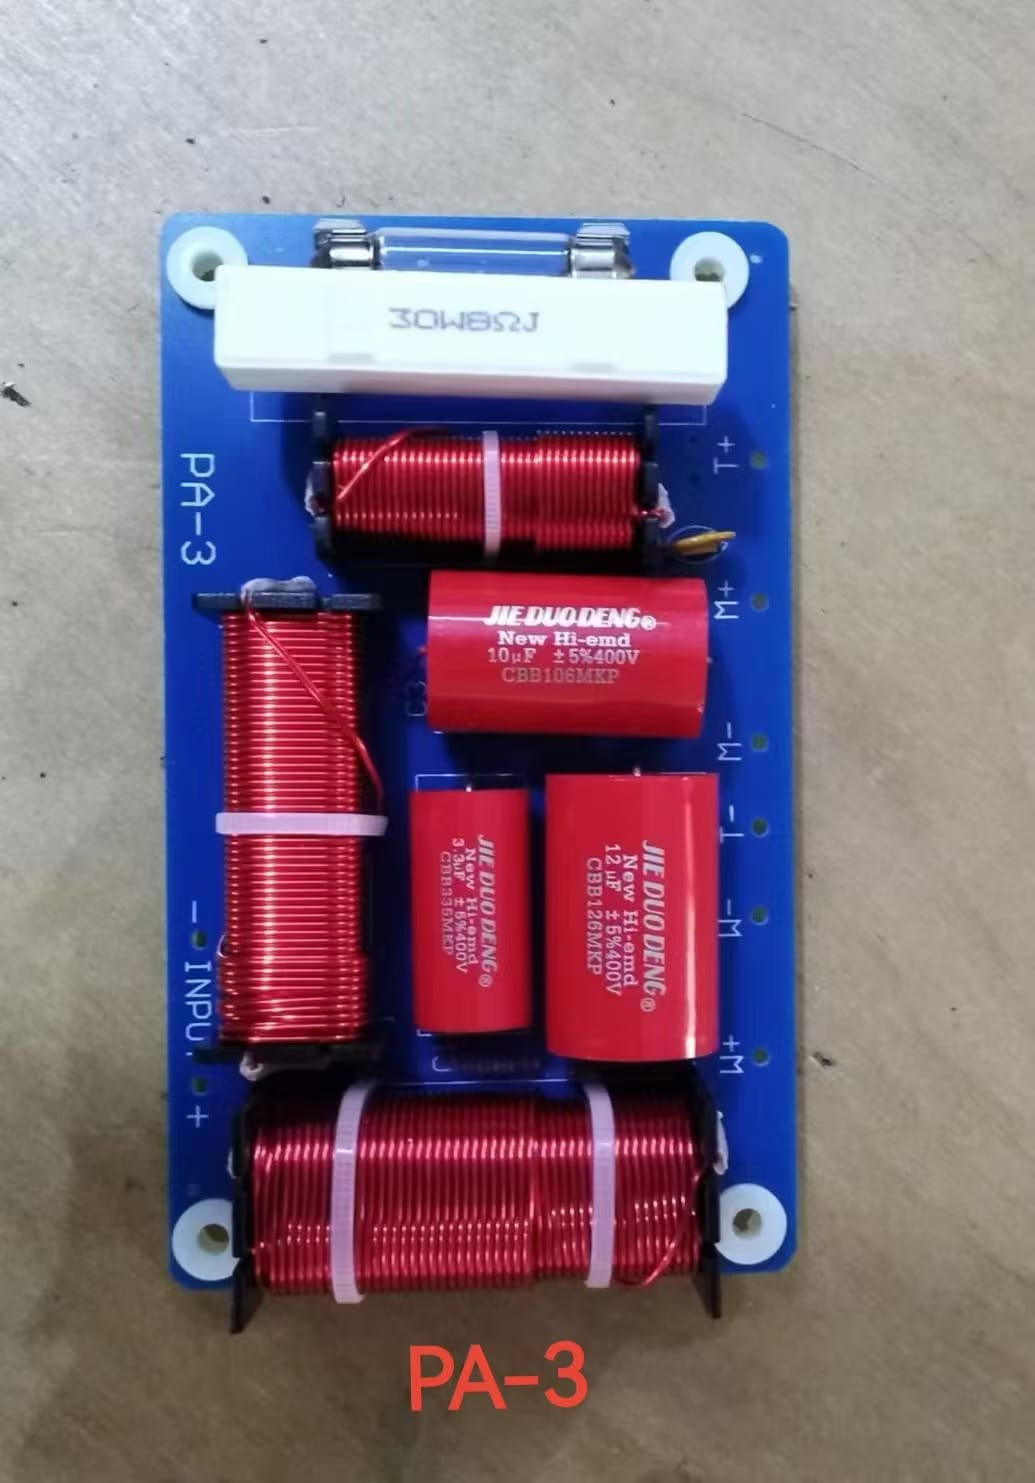 30W8ΩJ
PA-3
T+
M+
M-
T-
M-
+M
C3
JIE DUO DENG®
New Hi-emd
10µF ±5%400V
CBB106MKP
JIE DUO DENG®
New Hi-emd
3.3µF ±5%400V
CBB335MKP
JIE DUO DENG®
New Hi-emd
12µF ±5%400V
CBB126MKP
- INPUT +
PA-3